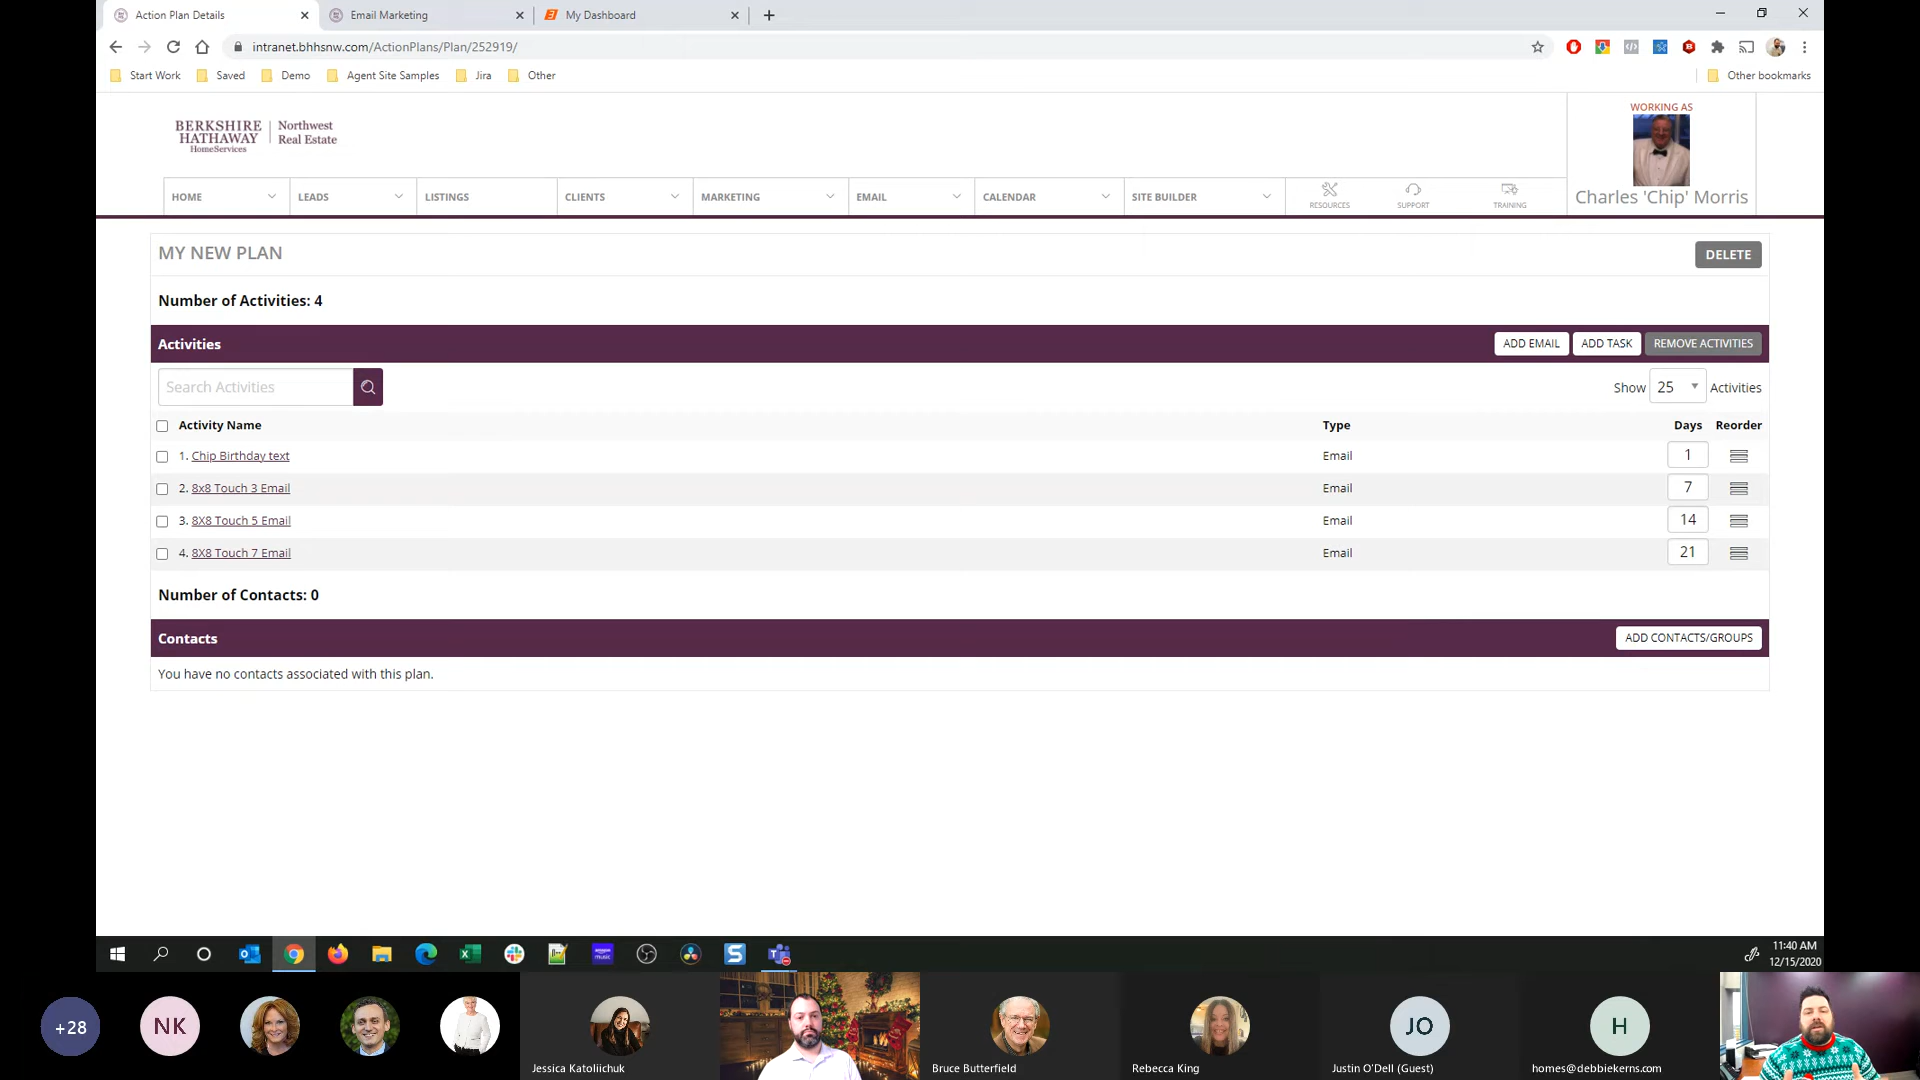 Action Plan Details
Email Marketing
My Dashboard
intranet.bhhsnw.com/ActionPlans/Plan/252919/
Start Work Saved Demo Agent Site Samples Jira Other Other bookmarks
BERKSHIRE HATHAWAY HomeServices
Northwest Real Estate
WORKING AS
Charles 'Chip' Morris
HOME LEADS LISTINGS CLIENTS MARKETING EMAIL CALENDAR SITE BUILDER RESOURCES SUPPORT TRAINING
MY NEW PLAN DELETE
Number of Activities: 4
Activities ADD EMAIL ADD TASK REMOVE ACTIVITIES
Search Activities Show 25 Activities
Activity Name Type Days Reorder
1. Chip Birthday text Email 1
2. 8x8 Touch 3 Email Email 7
3. 8X8 Touch 5 Email Email 14
4. 8X8 Touch 7 Email Email 21
Number of Contacts: 0
Contacts ADD CONTACTS/GROUPS
You have no contacts associated with this plan.
11:40 AM
12/15/2020
+28 NK JO H
Jessica Katoliichuk Bruce Butterfield Rebecca King Justin O'Dell (Guest) homes@debbiekerns.com